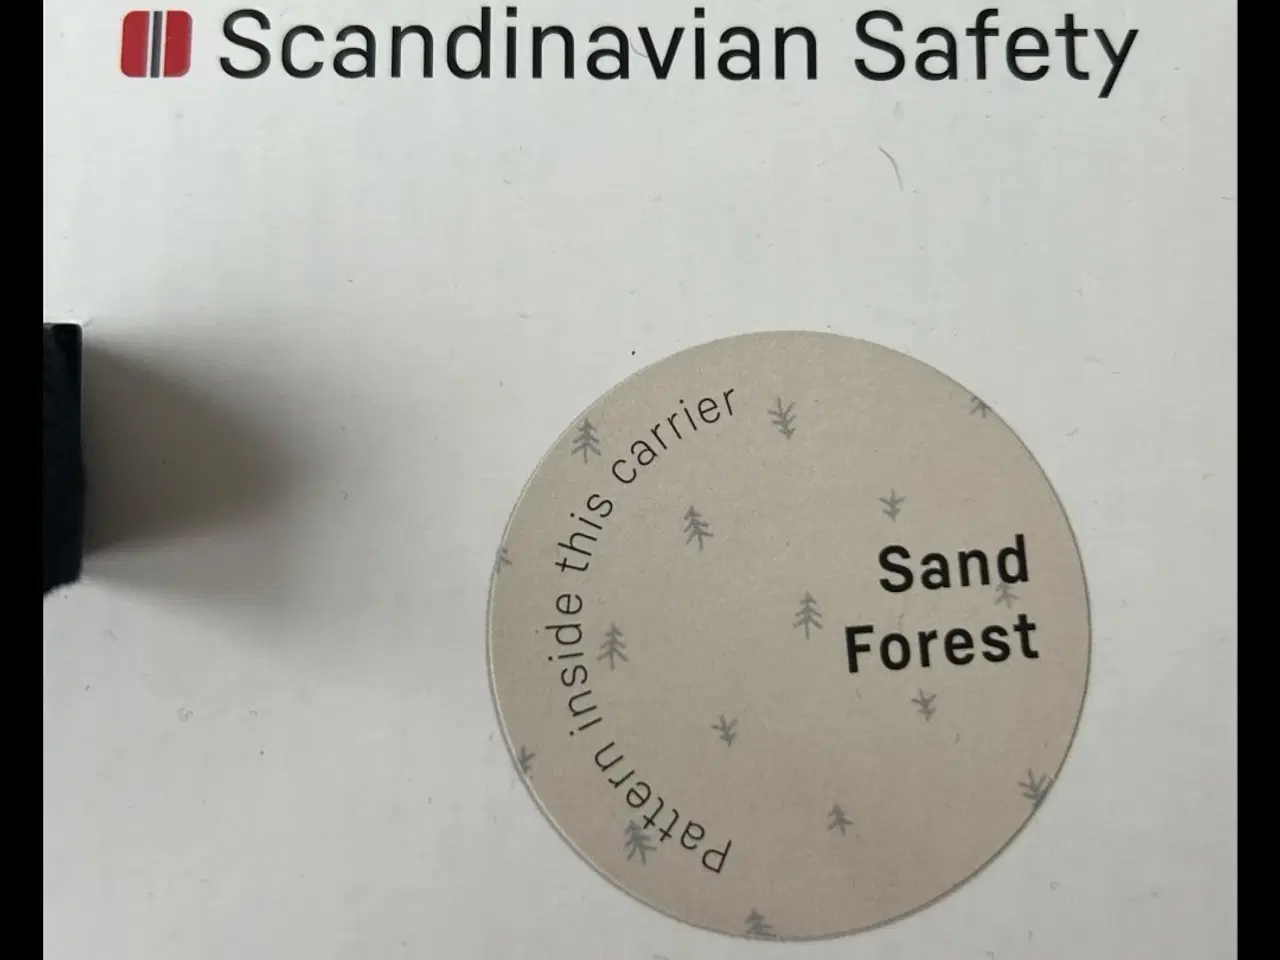 Scandinavian Safety
Pattern inside this carrier
Sand
Forest